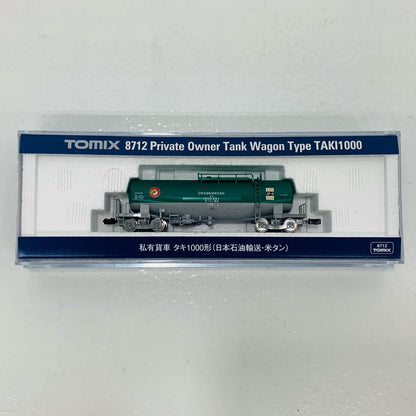 TOMIX 8712 Private Owner Tank Wagon Type TAKI1000
私有貨車 タキ1000形(日本石油輸送・米タン)
8712
TOMIX